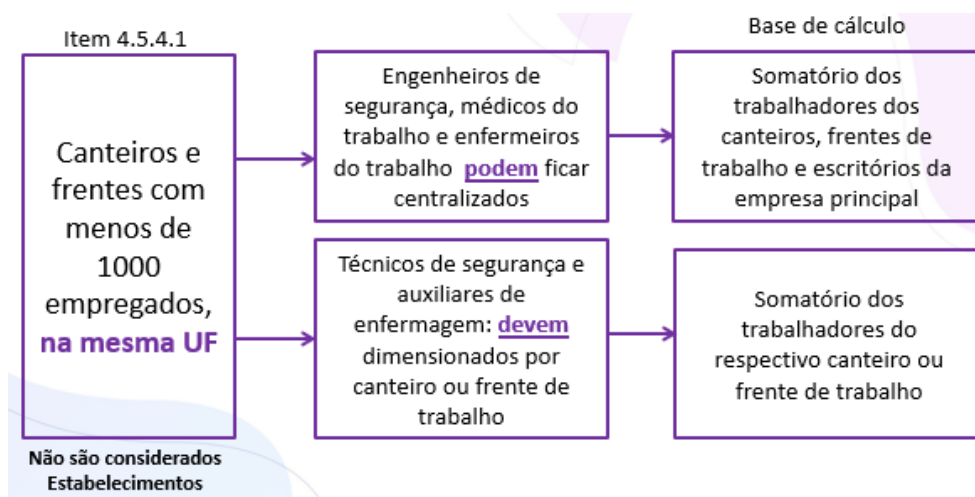 Item 4.5.4.1
Canteiros e
frentes com
menos de
1000
empregados,
na mesma UF
Não são considerados
Estabelecimentos
Engenheiros de
segurança, médicos do
trabalho e enfermeiros
do trabalho podem ficar
centralizados
Base de cálculo
Somatório dos
trabalhadores dos
canteiros, frentes de
trabalho e escritórios da
empresa principal
Técnicos de segurança e
auxiliares de
enfermagem: devem
dimensionados por
canteiro ou frente de
trabalho
Somatório dos
trabalhadores do
respectivo canteiro ou
frente de trabalho